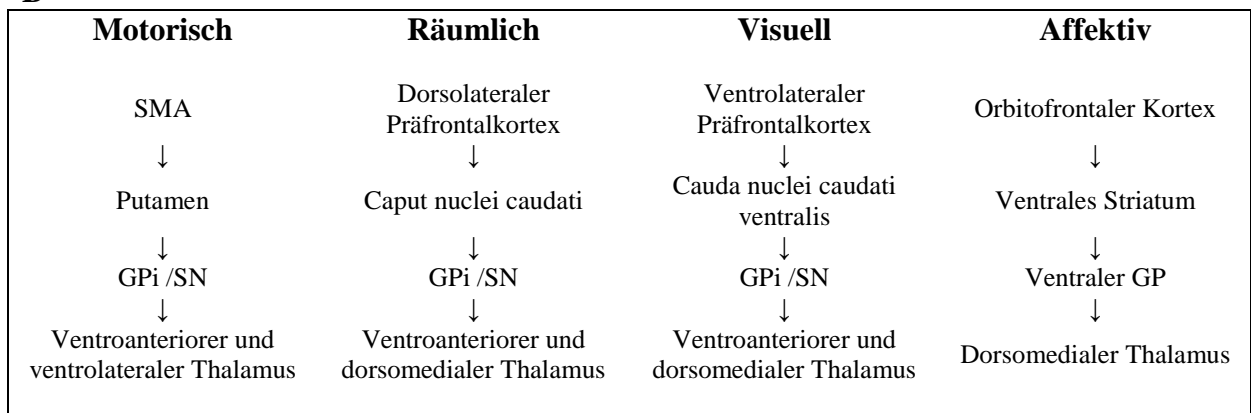 B
Motorisch Räumlich Visuell Affektiv
SMA
Dorsolateraler
Präfrontalkortex
Ventrolateraler
Präfrontalkortex
Orbitofrontaler Kortex
↓ ↓ ↓ ↓
Putamen
Caput nuclei caudati
Cauda nuclei caudati
ventralis
Ventrales Striatum
↓ ↓ ↓ ↓
GPi /SN GPi /SN GPi /SN Ventraler GP
↓ ↓ ↓ ↓
Ventroanteriorer und
ventrolateraler Thalamus
Ventroanteriorer und
dorsomedialer Thalamus
Ventroanteriorer und
dorsomedialer Thalamus
Dorsomedialer Thalamus